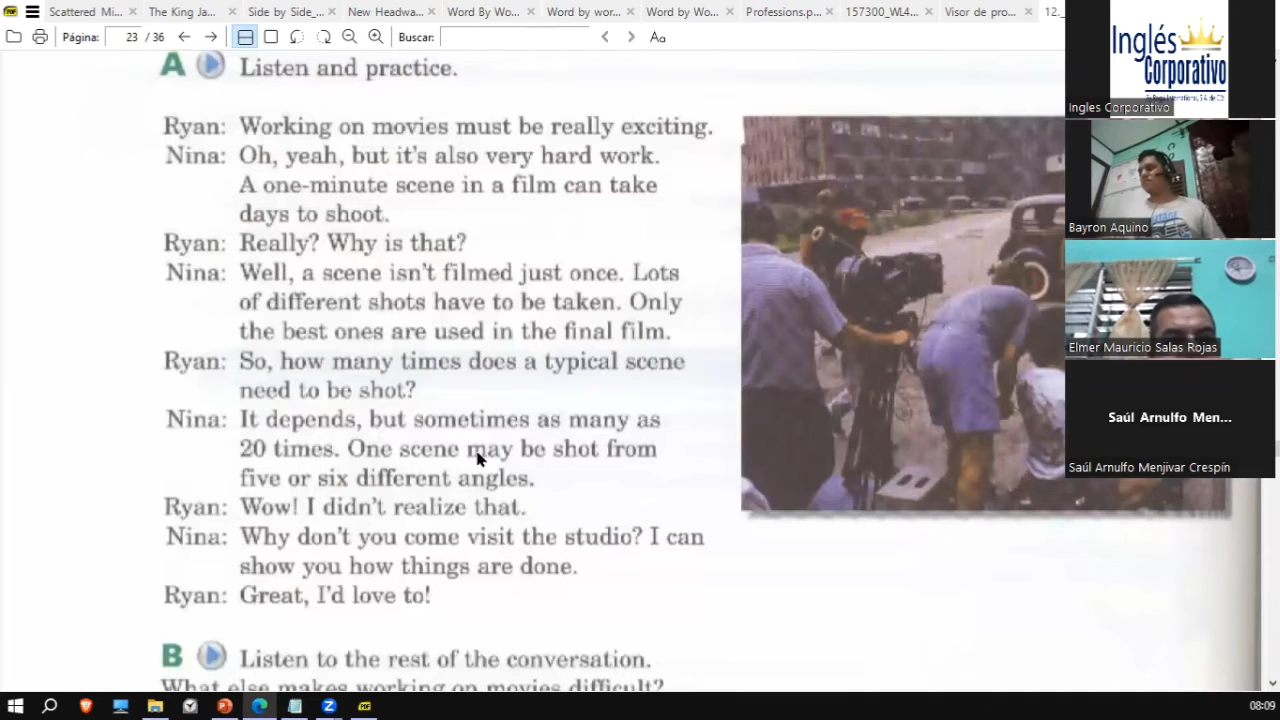 Scattered Mi...
The King Ja...
Side by Side_...
New Headwa...
Word By Wo...
Word by wor...
Word by Wo...
Professions.p...
157300_WL4...
Visor de pro...
12._
Página:
23 / 36
Buscar:
Aa
A Listen and practice.
Ryan: Working on movies must be really exciting.
Nina: Oh, yeah, but it's also very hard work.
A one-minute scene in a film can take
days to shoot.
Ryan: Really? Why is that?
Nina: Well, a scene isn't filmed just once. Lots
of different shots have to be taken. Only
the best ones are used in the final film.
Ryan: So, how many times does a typical scene
need to be shot?
Nina: It depends, but sometimes as many as
20 times. One scene may be shot from
five or six different angles.
Ryan: Wow! I didn't realize that.
Nina: Why don't you come visit the studio? I can
show you how things are done.
Ryan: Great, I'd love to!
B Listen to the rest of the conversation.
What else makes working on movies difficult?
Inglés
Corporativo
Ingles Corporativo
Bayron Aquino
Elmer Mauricio Salas Rojas
Saúl Arnulfo Men...
Saúl Arnulfo Menjivar Crespín
08:09